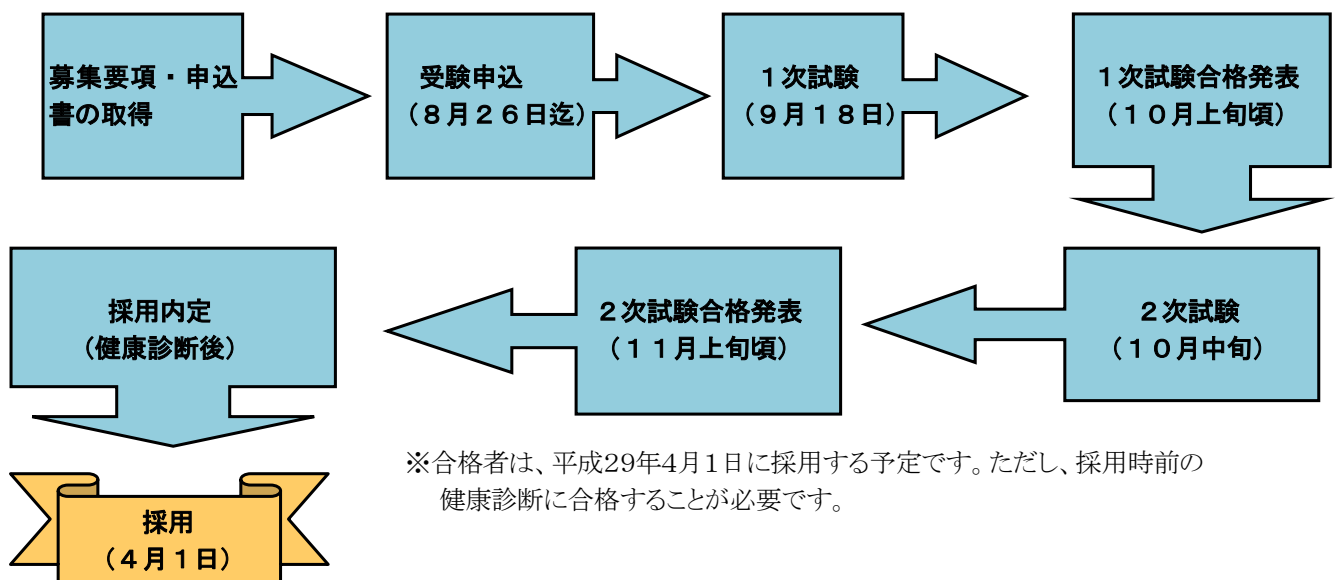 募集要項・申込
書の取得
受験申込
(８月２６日迄)
１次試験
(９月１８日)
１次試験合格発表
(１０月上旬頃)
２次試験
(１０月中旬)
２次試験合格発表
(１１月上旬頃)
採用内定
(健康診断後)
採用
(４月１日)
※合格者は、平成29年4月1日に採用する予定です。ただし、採用時前の
健康診断に合格することが必要です。